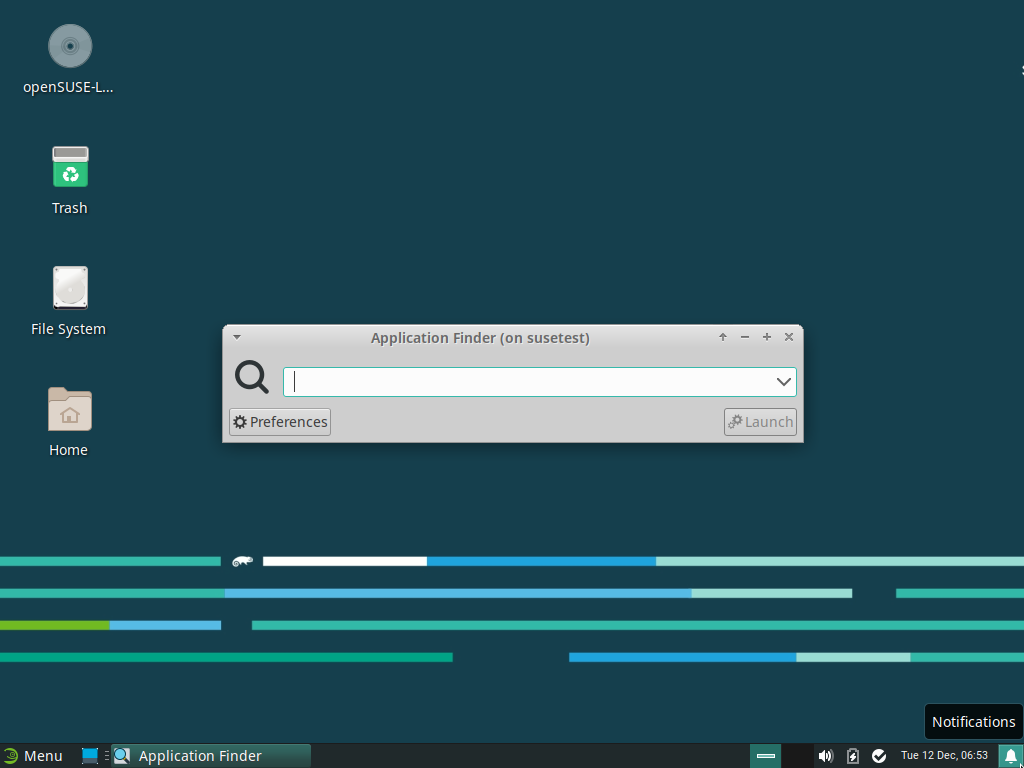 openSUSE-L...
Trash
File System
Home
Application Finder (on susetest)
Preferences
Launch
Notifications
Menu
Application Finder
Tue 12 Dec, 06:53